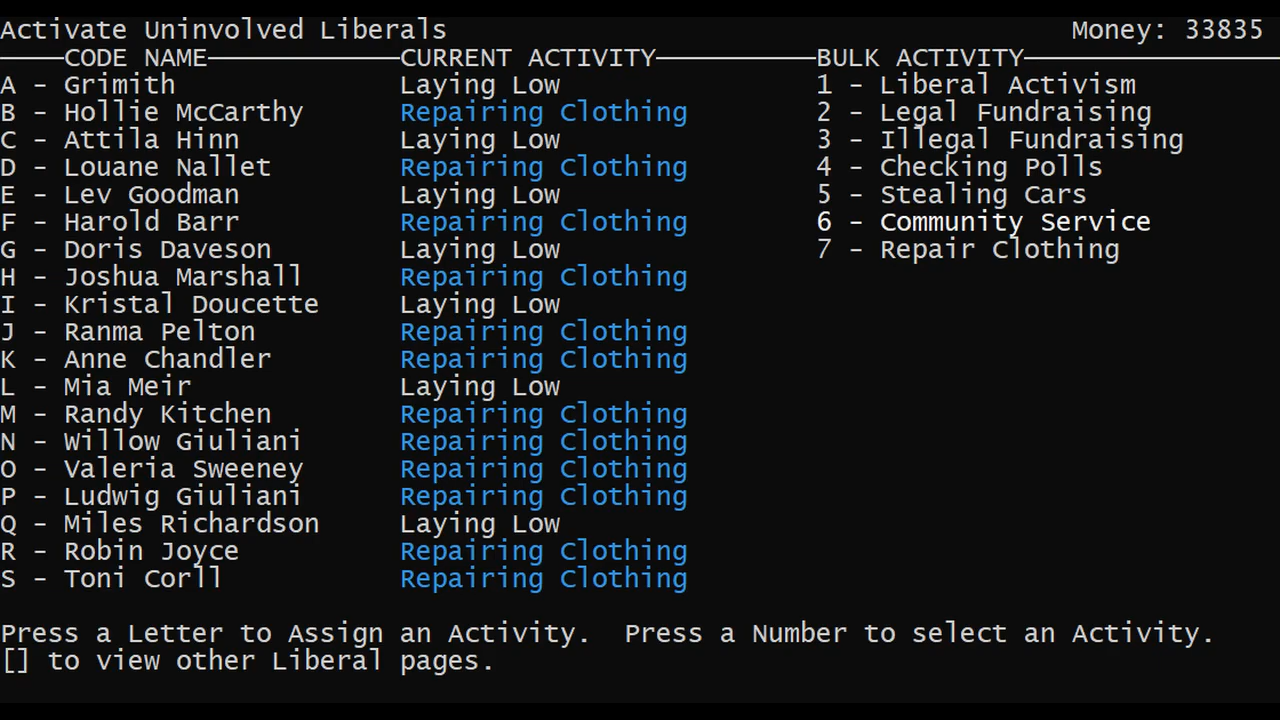 Activate Uninvolved Liberals Money: 33835
────CODE NAME────────────CURRENT ACTIVITY──────────BULK ACTIVITY────────────────
A - Grimith Laying Low 1 - Liberal Activism
B - Hollie McCarthy Repairing Clothing 2 - Legal Fundraising
C - Attila Hinn Laying Low 3 - Illegal Fundraising
D - Louane Nallet Repairing Clothing 4 - Checking Polls
E - Lev Goodman Laying Low 5 - Stealing Cars
F - Harold Barr Repairing Clothing 6 - Community Service
G - Doris Daveson Laying Low 7 - Repair Clothing
H - Joshua Marshall Repairing Clothing
I - Kristal Doucette Laying Low
J - Ranma Pelton Repairing Clothing
K - Anne Chandler Repairing Clothing
L - Mia Meir Laying Low
M - Randy Kitchen Repairing Clothing
N - Willow Giuliani Repairing Clothing
O - Valeria Sweeney Repairing Clothing
P - Ludwig Giuliani Repairing Clothing
Q - Miles Richardson Laying Low
R - Robin Joyce Repairing Clothing
S - Toni Corll Repairing Clothing
Press a Letter to Assign an Activity.  Press a Number to select an Activity.
[] to view other Liberal pages.